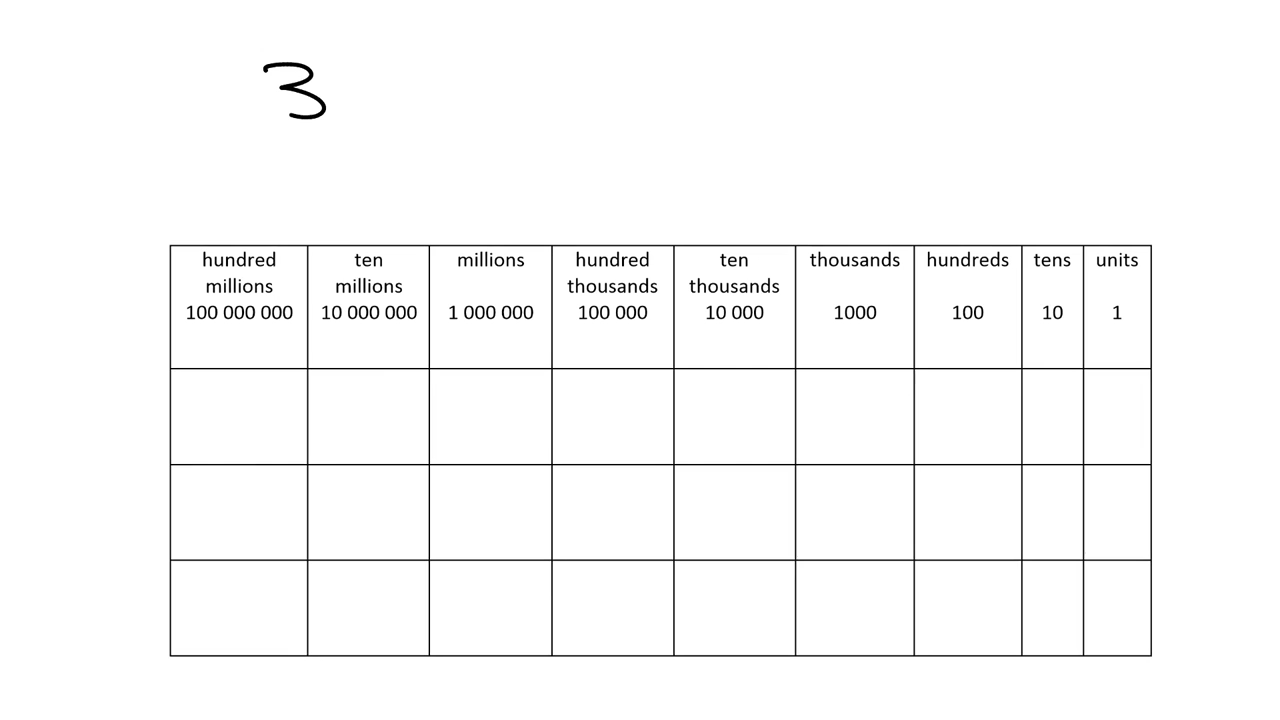 3
hundred millions 100 000 000
ten millions 10 000 000
millions 1 000 000
hundred thousands 100 000
ten thousands 10 000
thousands 1000
hundreds 100
tens 10
units 1